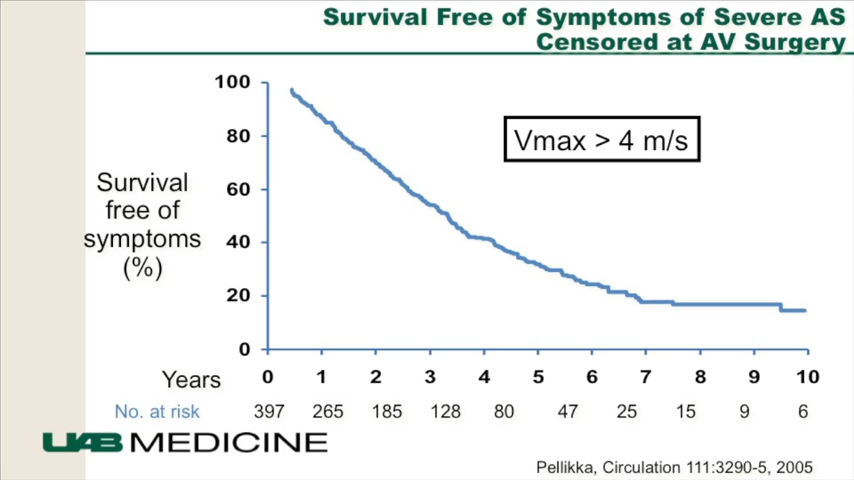 Survival Free of Symptoms of Severe AS
Censored at AV Surgery
100
80
60
40
20
0
Survival
free of
symptoms
(%)
Vmax > 4 m/s
Years 0 1 2 3 4 5 6 7 8 9 10
No. at risk 397 265 185 128 80 47 25 15 9 6
UAB MEDICINE
Pellikka, Circulation 111:3290-5, 2005